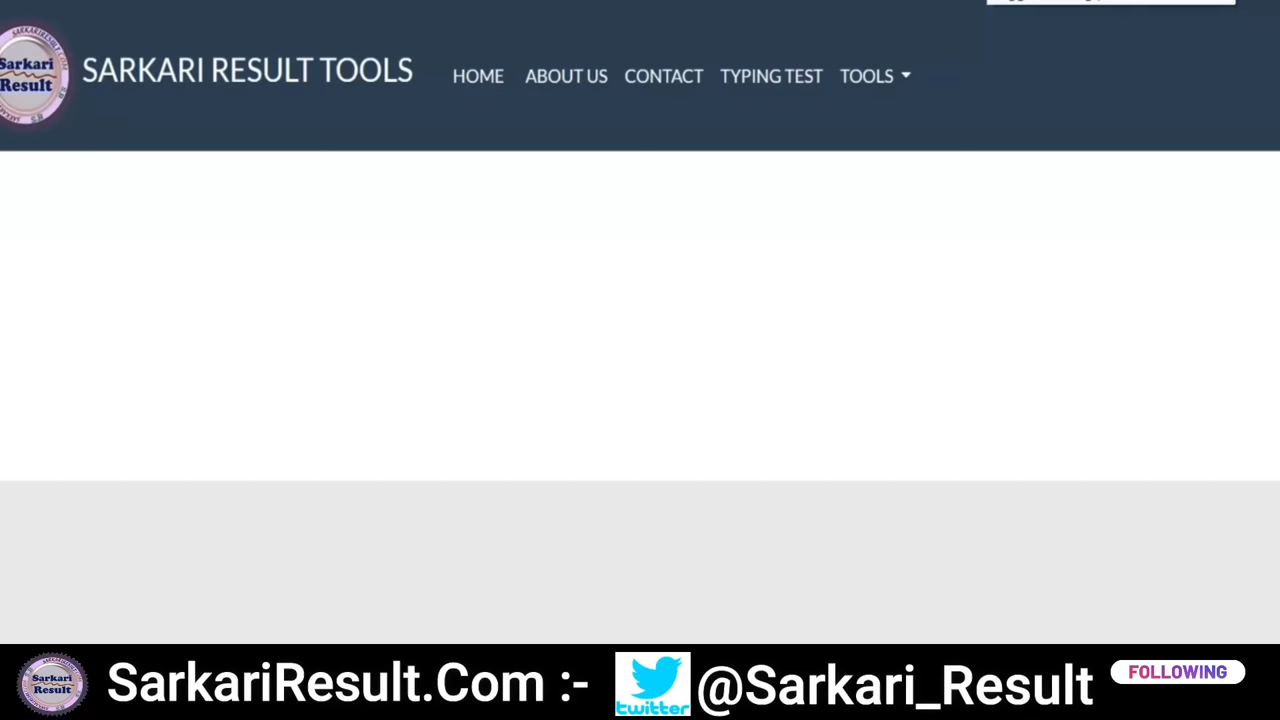 Sarkari
Result
SARKARI RESULT TOOLS
HOME
ABOUT US
CONTACT
TYPING TEST
TOOLS
Sarkari
Result
SarkariResult.Com :-
twitter
@Sarkari_Result
FOLLOWING